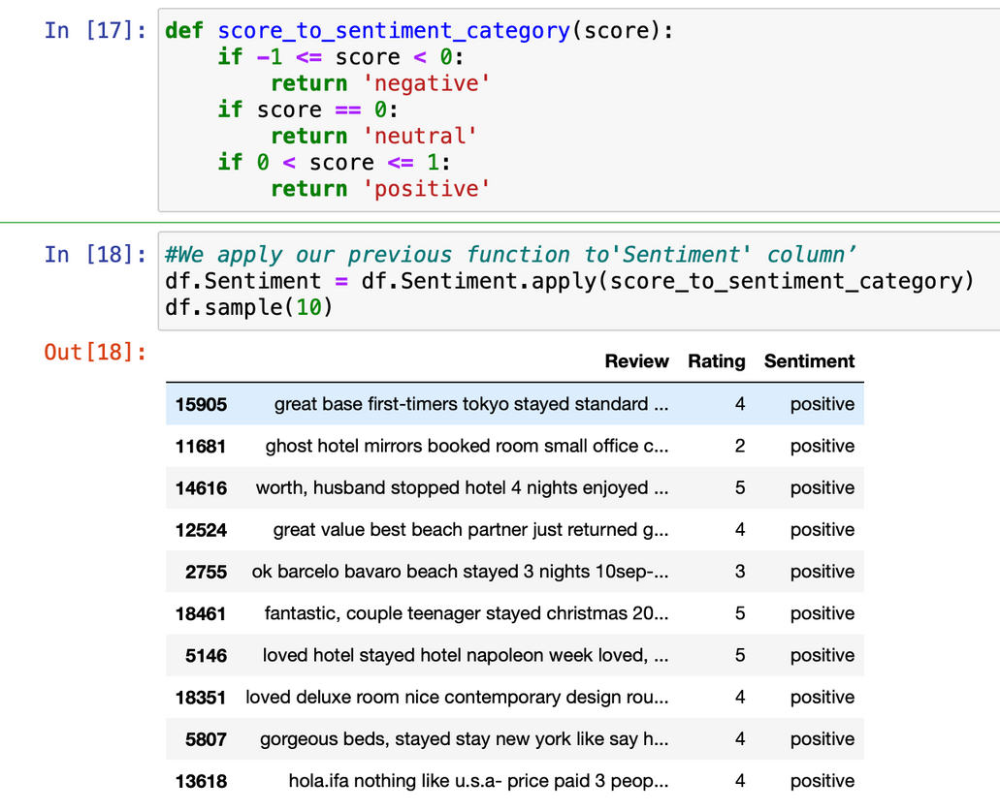 In [17]: def score_to_sentiment_category(score):
    if -1 <= score < 0:
        return 'negative'
    if score == 0:
        return 'neutral'
    if 0 < score <= 1:
        return 'positive'
In [18]: #We apply our previous function to'Sentiment' column’
df.Sentiment = df.Sentiment.apply(score_to_sentiment_category)
df.sample(10)
Out[18]:
Review Rating Sentiment
15905 great base first-timers tokyo stayed standard ... 4 positive
11681 ghost hotel mirrors booked room small office c... 2 positive
14616 worth, husband stopped hotel 4 nights enjoyed ... 5 positive
12524 great value best beach partner just returned g... 4 positive
2755 ok barcelo bavaro beach stayed 3 nights 10sep-... 3 positive
18461 fantastic, couple teenager stayed christmas 20... 5 positive
5146 loved hotel stayed hotel napoleon week loved, ... 5 positive
18351 loved deluxe room nice contemporary design rou... 4 positive
5807 gorgeous beds, stayed stay new york like say h... 4 positive
13618 hola.ifa nothing like u.s.a- price paid 3 peop... 4 positive